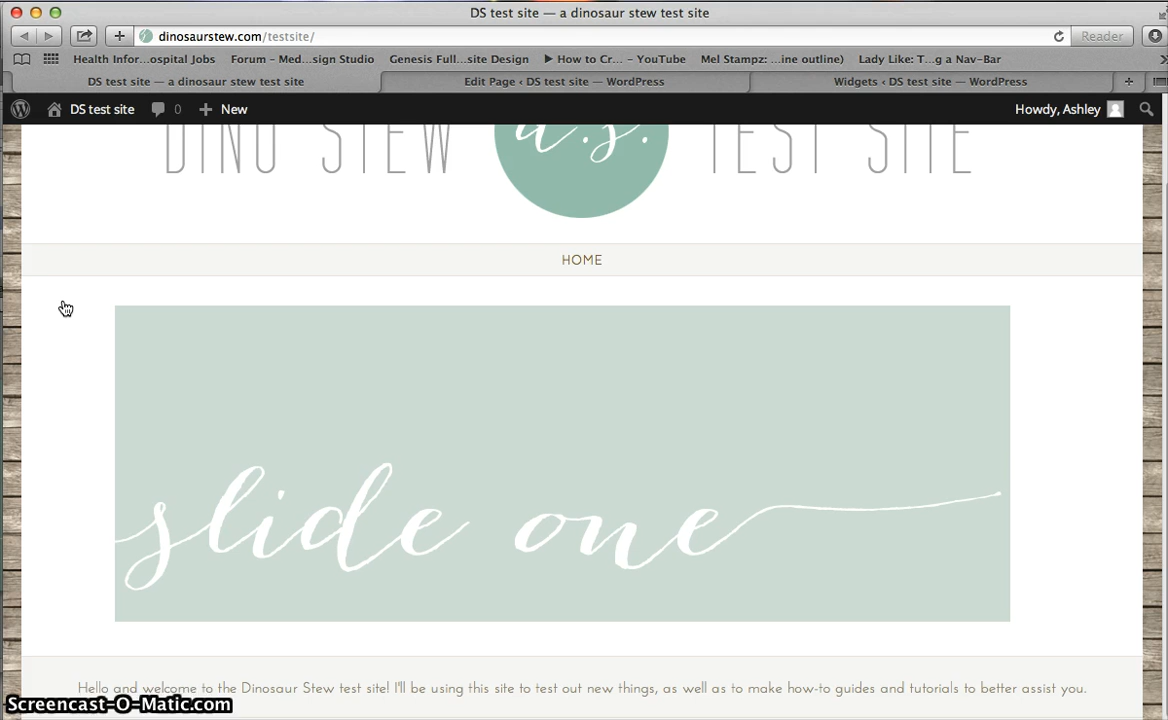 DS test site — a dinosaur stew test site
dinosaurstew.com/testsite/
Reader
Health Infor...ospital Jobs Forum – Med...sign Studio Genesis Full...site Design ▶ How to Cr... – YouTube Mel Stampz: ...ine outline) Lady Like: T...g a Nav-Bar
DS test site — a dinosaur stew test site Edit Page ‹ DS test site — WordPress Widgets ‹ DS test site — WordPress
DS test site 0 + New Howdy, Ashley
DINO STEW a.s. TEST SITE
HOME
slide one
Hello and welcome to the Dinosaur Stew test site! I'll be using this site to test out new things, as well as to make how-to guides and tutorials to better assist you.
Screencast-O-Matic.com